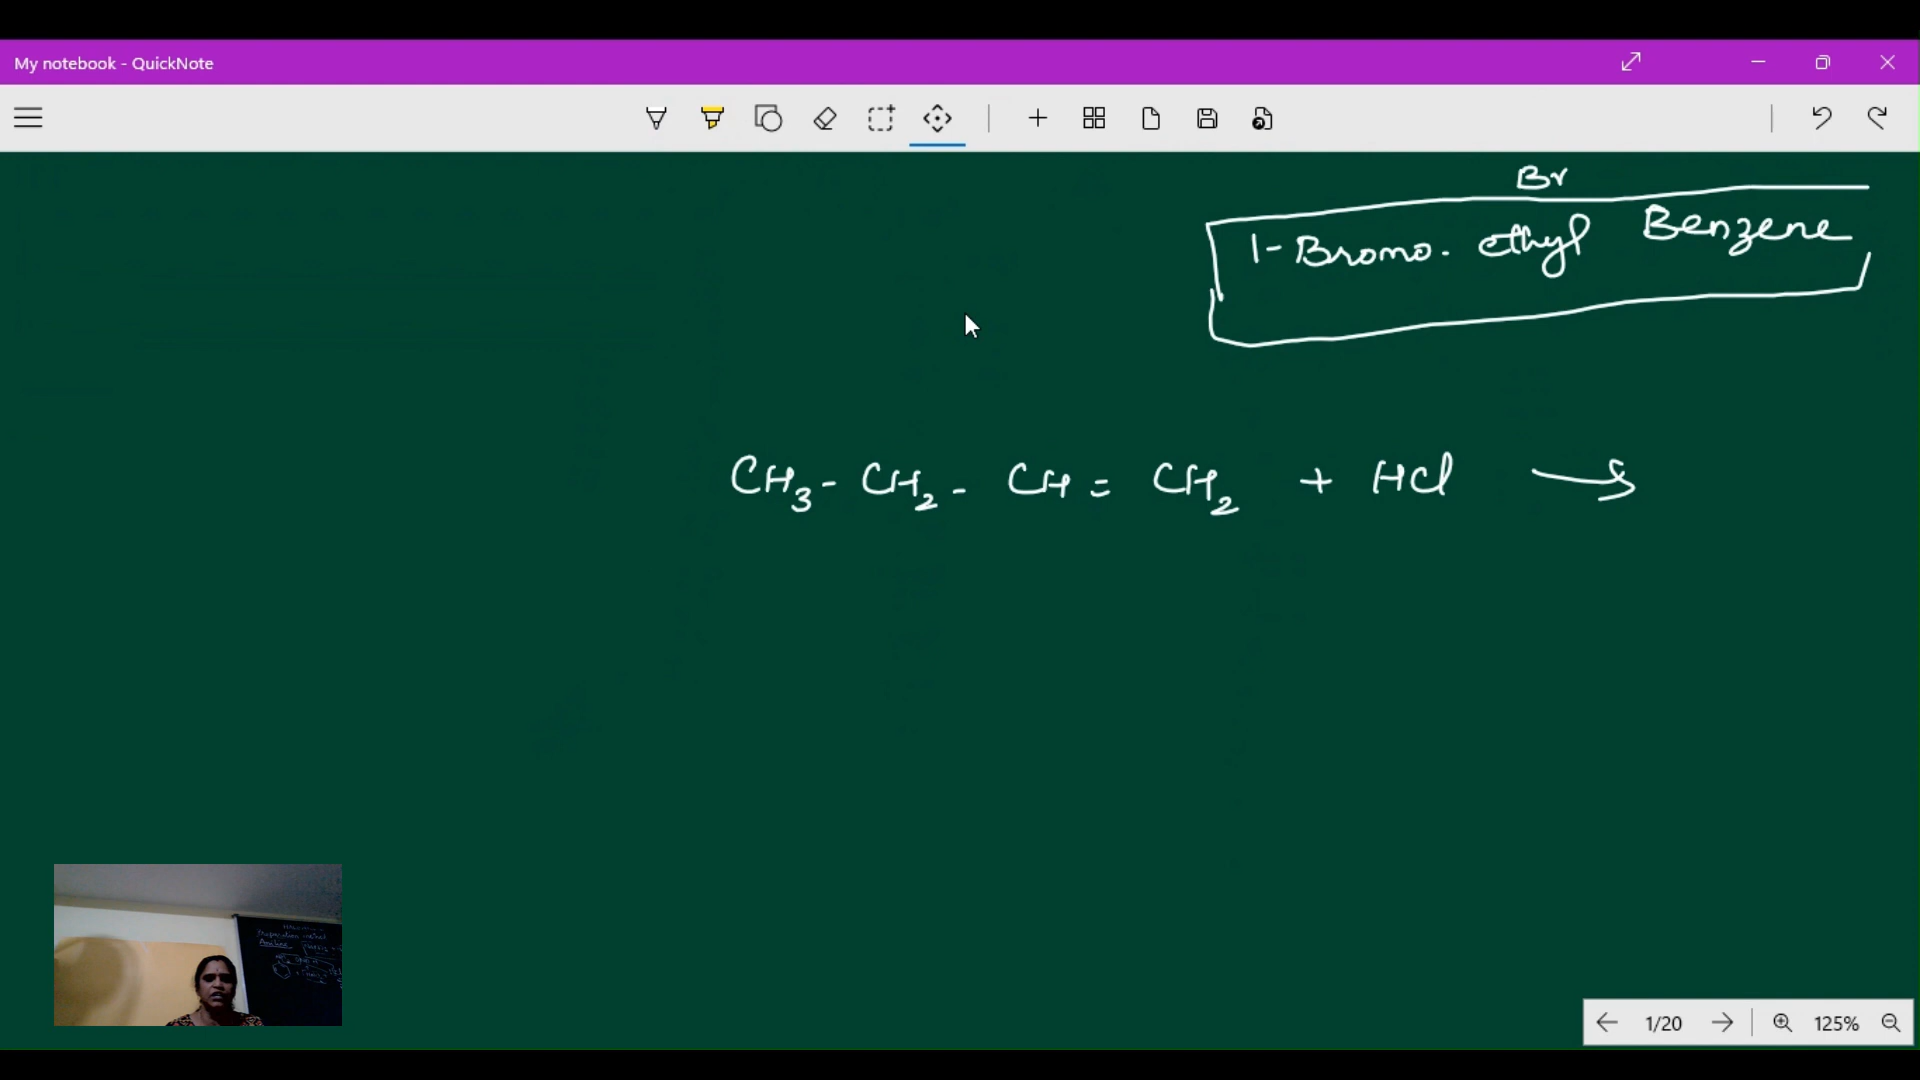 My notebook - QuickNote
Br
1-Bromo. ethyl Benzene
CH₃- CH₂- CH = CH₂ + HCl →
1/20 125%